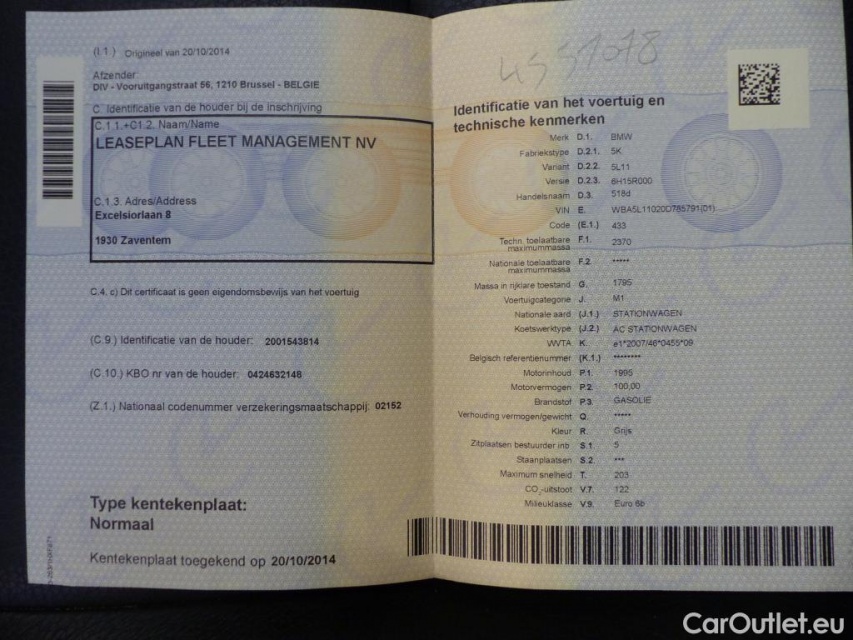 (I.1.) Origineel van 20/10/2014
Afzender
DIV - Vooruitgangstraat 56, 1210 Brussel - BELGIE
C. Identificatie van de houder bij de inschrijving
C.1.1.+C1.2. Naam/Name
LEASEPLAN FLEET MANAGEMENT NV
C.1.3. Adres/Address
Excelsiorlaan 8
1930 Zaventem
C.4. c) Dit certificaat is geen eigendomsbewijs van het voertuig
(C.9.) Identificatie van de houder: 2001543814
(C.10.) KBO nr van de houder: 0424632148
(Z.1.) Nationaal codenummer verzekeringsmaatschappij: 02152
Type kentekenplaat:
Normaal
Kentekenplaat toegekend op 20/10/2014
Identificatie van het voertuig en
technische kenmerken
Merk D.1. BMW
Fabriekstype D.2.1. 5K
Variant D.2.2. 5L11
Versie D.2.3. 6H15R000
Handelsnaam D.3. 518d
VIN E. WBA5L11020D785791(D1)
Code (E.1.) 433
Techn. toelaatbare F.1. 2370
maximummassa
Nationale toelaatbare F.2. *****
maximummassa
Massa in rijklare toestand G. 1795
Voertuigcategorie J. M1
Nationale aard (J.1.) STATIONWAGEN
Koetswerktype (J.2.) AC STATIONWAGEN
WVTA K. e1*2007/46*0455*09
Belgisch referentienummer (K.1.) ********
Motorinhoud P.1. 1995
Motorvermogen P.2. 100,00
Brandstof P.3. GASOLIE
Verhouding vermogen/gewicht Q. *****
Kleur R. Grijs
Zitplaatsen bestuurder inb S.1. 5
Staanplaatsen S.2. ***
Maximum snelheid T. 203
CO₂-uitstoot V.7. 122
Milieuklasse V.9. Euro 6b
CarOutlet.eu